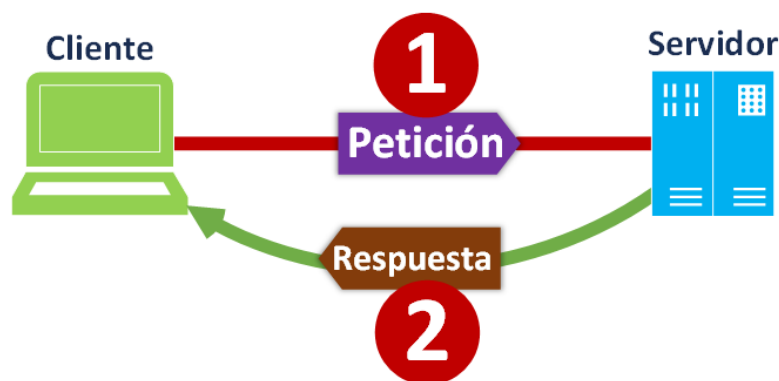 Cliente
Servidor
1
Petición
Respuesta
2